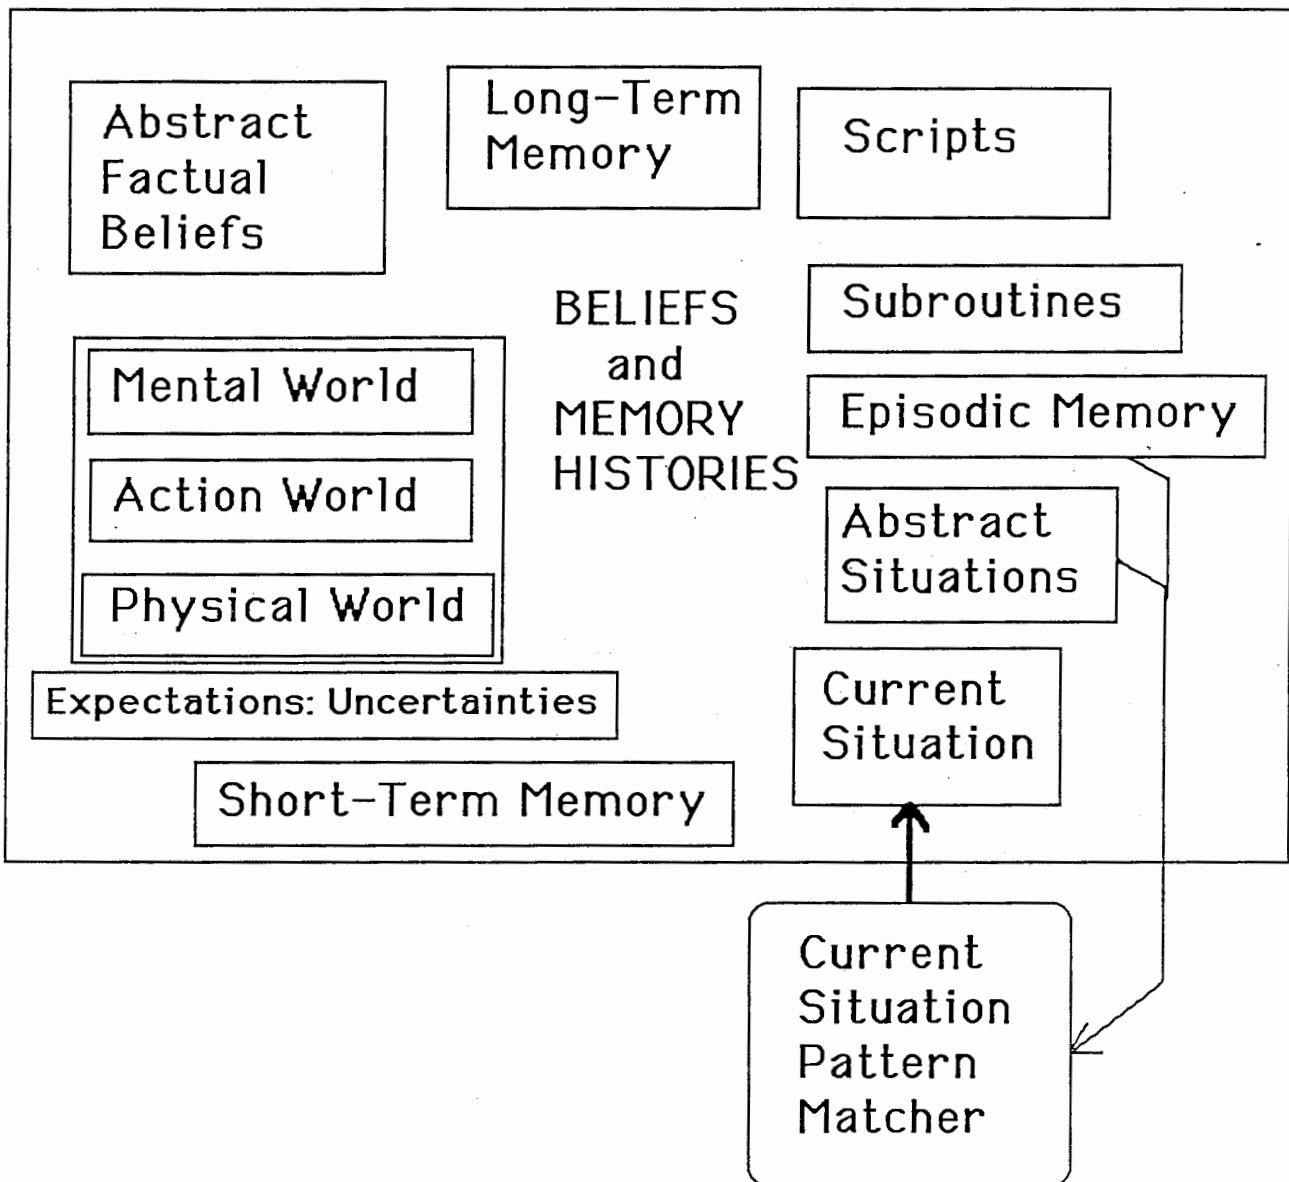 Abstract
Factual
Beliefs
Long-Term
Memory
Scripts
BELIEFS
and
MEMORY
HISTORIES
Subroutines
Mental World
Action World
Physical World
Episodic Memory
Abstract
Situations
Expectations: Uncertainties
Current
Situation
Short-Term Memory
Current
Situation
Pattern
Matcher